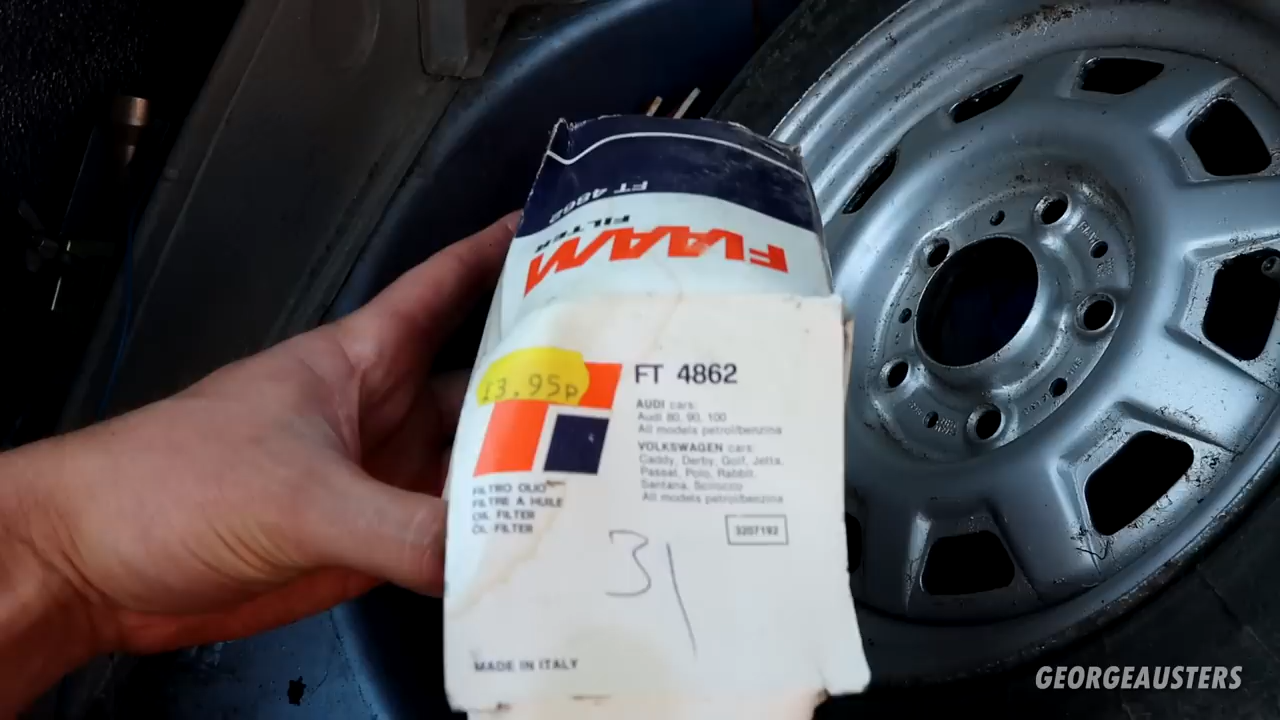 FT 4862
FIAAM
FILTER
£3.95p
FT 4862
AUDI cars:
Audi 80, 90, 100
All models petrol/benzina
VOLKSWAGEN cars:
Caddy, Derby, Golf, Jetta,
Passat, Polo, Rabbit,
Santana, Scirocco
All models petrol/benzina
FILTRO OLIO
FILTRE A HUILE
OIL FILTER
ÖL FILTER
3207192
31
MADE IN ITALY
GEORGEAUSTERS